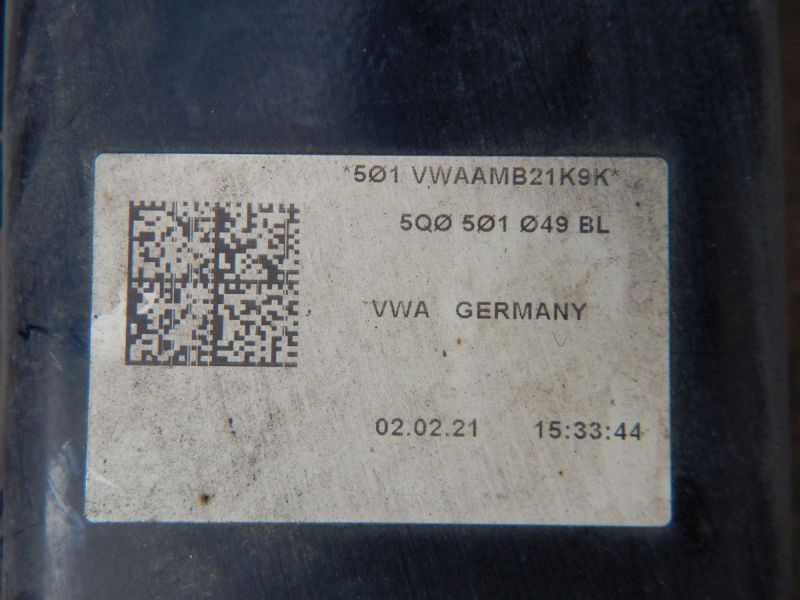 *5Ø1 VWAAMB21K9K*
5QØ 5Ø1 Ø49 BL
VWA GERMANY
02.02.21 15:33:44